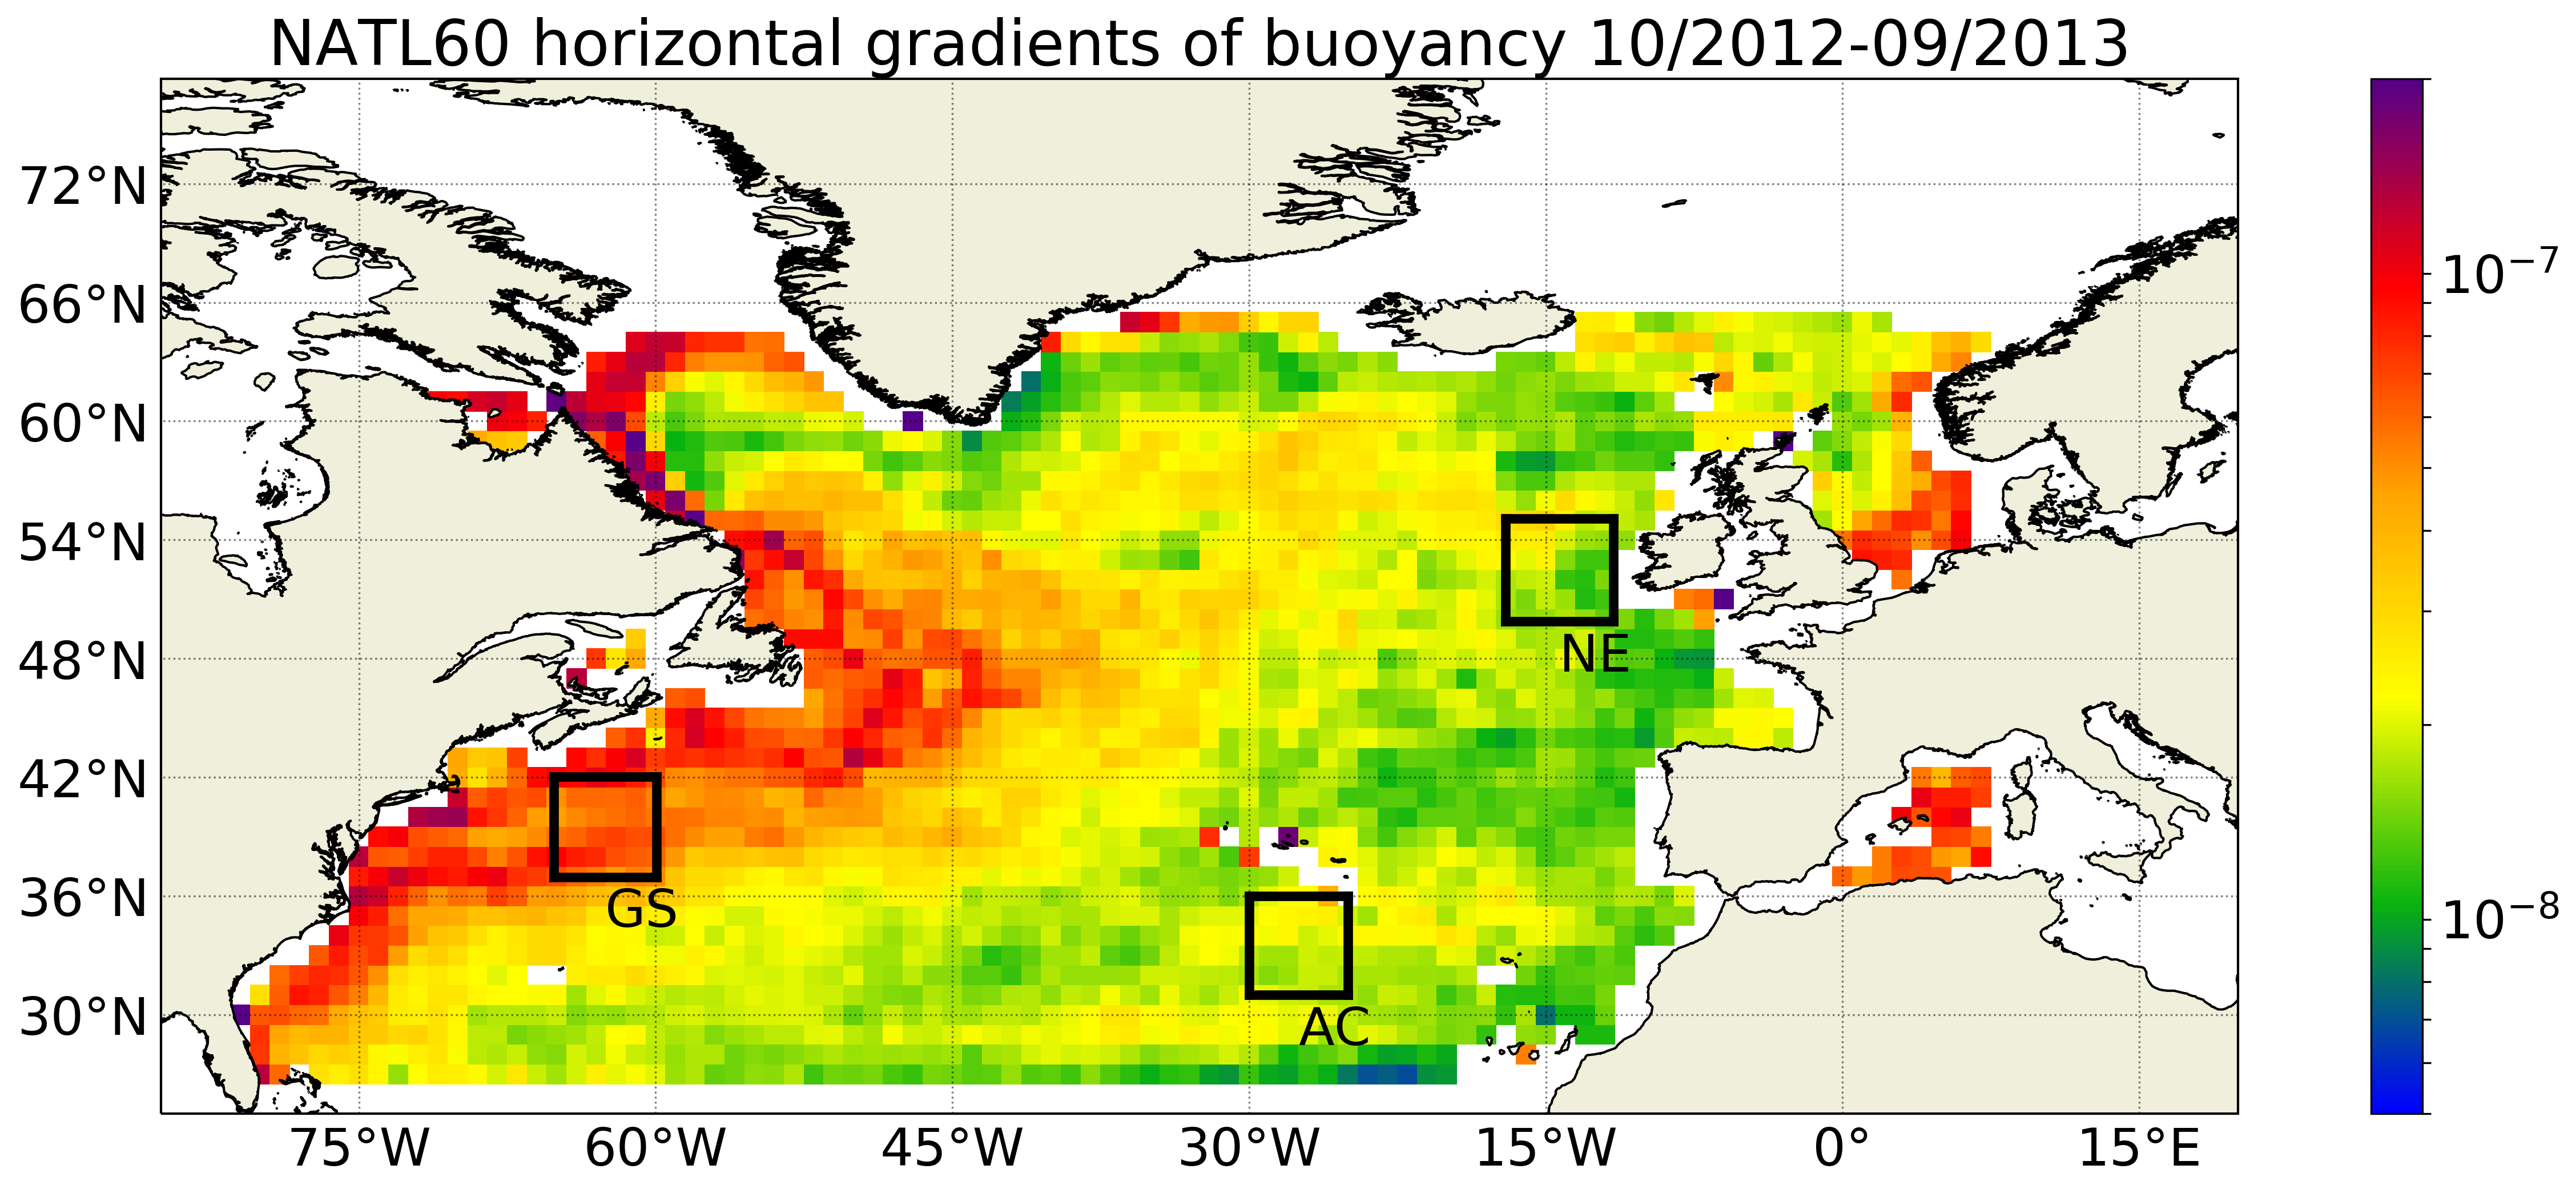 NATL60 horizontal gradients of buoyancy 10/2012-09/2013
72°N
66°N
60°N
54°N
48°N
42°N
36°N
30°N
NE
GS
AC
75°W
60°W
45°W
30°W
15°W
0°
15°E
10⁻⁷
10⁻⁸